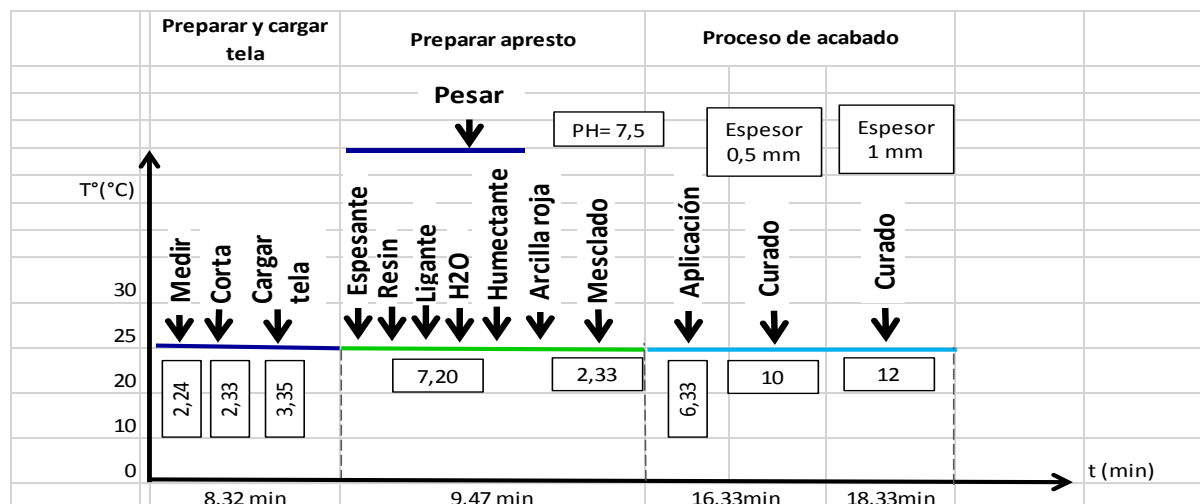 Preparar y cargar
tela
Preparar apresto
Proceso de acabado
Pesar
PH= 7,5
Espesor
0,5 mm
Espesor
1 mm
T°(°C)
Medir
Corta
Cargar
tela
Espesante
Resin
Ligante
H2O
Humectante
Arcilla roja
Mesclado
Aplicación
Curado
Curado
30
25
20
10
0
2,24
2,33
3,35
7,20
2,33
6,33
10
12
t (min)
8.32 min
9.47 min
16.33min
18.33min